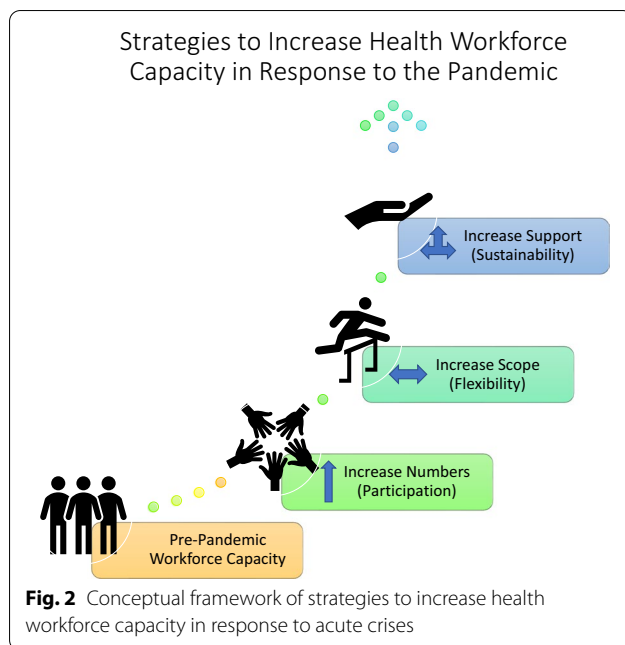 Strategies to Increase Health Workforce
Capacity in Response to the Pandemic
Increase Support
(Sustainability)
Increase Scope
(Flexibility)
Increase Numbers
(Participation)
Pre-Pandemic
Workforce Capacity
Fig. 2 Conceptual framework of strategies to increase health
workforce capacity in response to acute crises